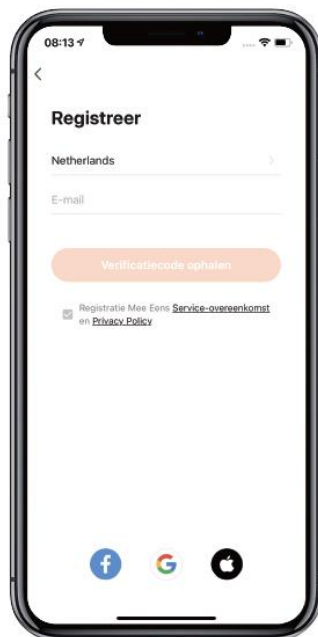 08:13
Registreer
Netherlands
E-mail
Verificatiecode ophalen
Registratie Mee Eens Service-overeenkomst
en Privacy Policy